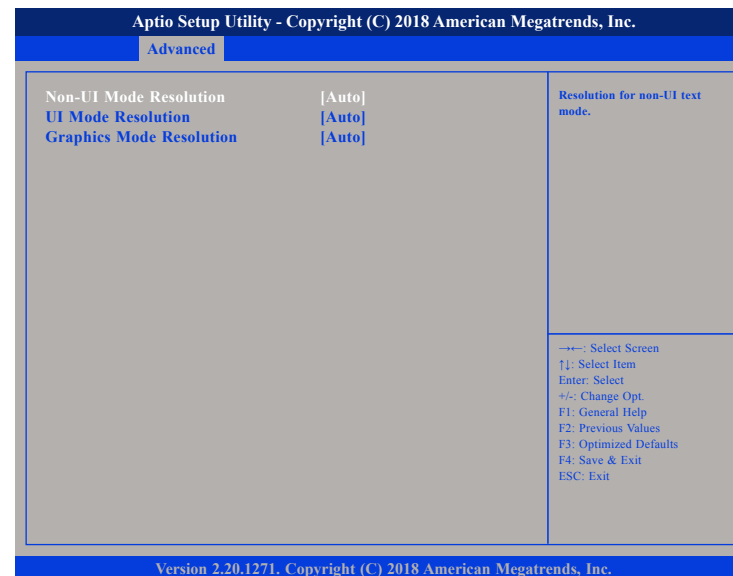 Aptio Setup Utility - Copyright (C) 2018 American Megatrends, Inc.
Advanced
Non-UI Mode Resolution [Auto]
UI Mode Resolution [Auto]
Graphics Mode Resolution [Auto]
Resolution for non-UI text
mode.
→←: Select Screen
↑↓: Select Item
Enter: Select
+/-: Change Opt.
F1: General Help
F2: Previous Values
F3: Optimized Defaults
F4: Save & Exit
ESC: Exit
Version 2.20.1271. Copyright (C) 2018 American Megatrends, Inc.